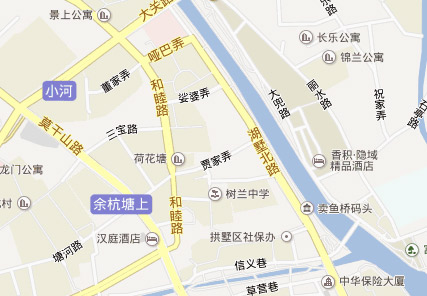 景上公寓
大关路
长乐公寓
锦兰公寓
哑巴弄
董家弄
小河
娑婆弄
和睦路
大兜路
丽水路
祝家弄
莫干山路
三宝路
湖墅北路
荷花塘
贾家弄
香积·隐域
精品酒店
龙门公寓
树兰中学
余杭塘上
卖鱼桥码头
和睦路
汉庭酒店
拱墅区社保办
塘河路
信义巷
草营巷
中华保险大厦